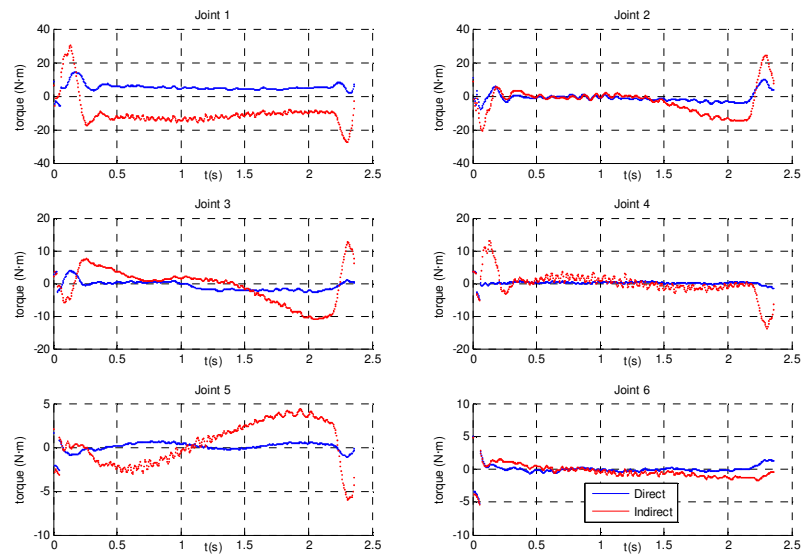 Joint 1 Joint 2
40 40
20 20
0 0
-20 -20
-40 -40
torque (N·m) torque (N·m)
0 0.5 1 1.5 2 2.5 0 0.5 1 1.5 2 2.5
t(s) t(s)
Joint 3 Joint 4
20 20
10 10
0 0
-10 -10
-20 -20
torque (N·m) torque (N·m)
0 0.5 1 1.5 2 2.5 0 0.5 1 1.5 2 2.5
t(s) t(s)
Joint 5 Joint 6
5 10
0 5
-5 0
-10 -5
-10
torque (N·m) torque (N·m)
Direct
Indirect
0 0.5 1 1.5 2 2.5 0 0.5 1 1.5 2 2.5
t(s) t(s)